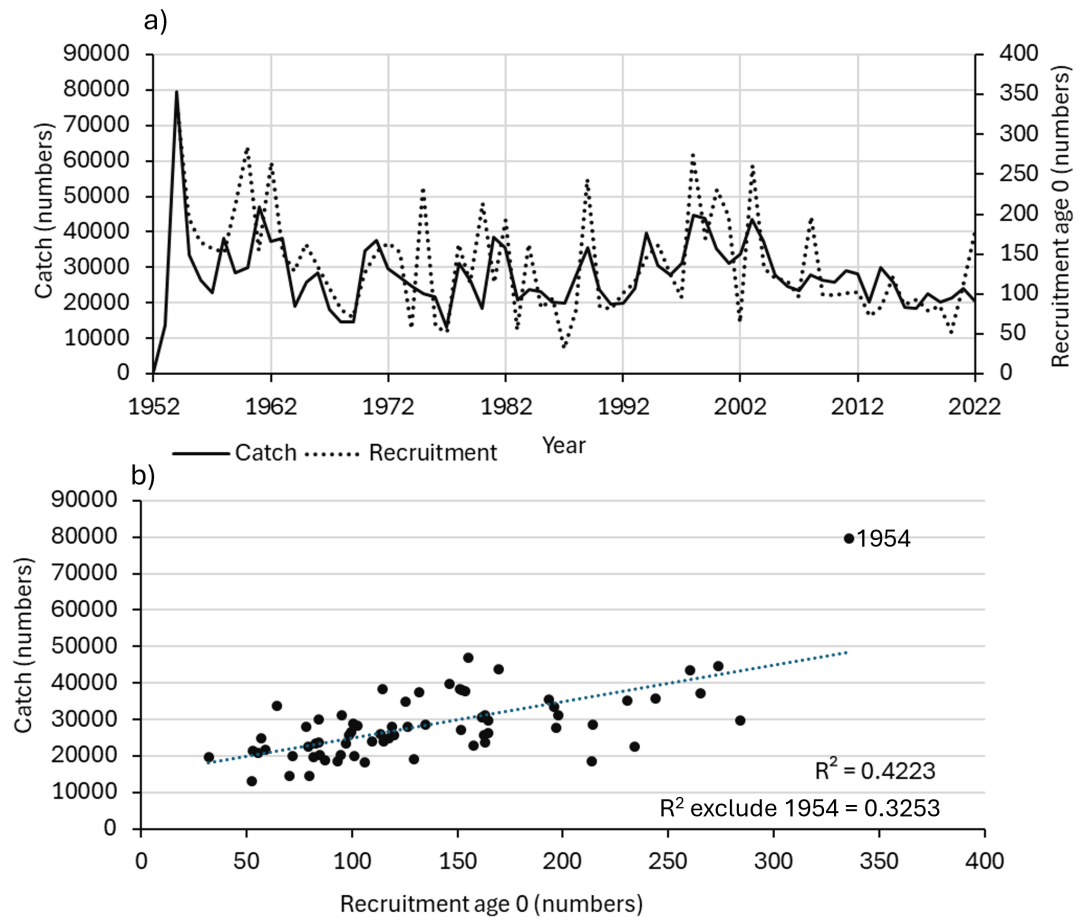 a)
90000
80000
70000
60000
50000
40000
30000
20000
10000
0
Catch (numbers)
400
350
300
250
200
150
100
50
0
Recruitment age 0 (numbers)
1952 1962 1972 1982 1992 2002 2012 2022
Year
Catch Recruitment
b)
90000
80000
70000
60000
50000
40000
30000
20000
10000
0
Catch (numbers)
1954
R² = 0.4223
R² exclude 1954 = 0.3253
0 50 100 150 200 250 300 350 400
Recruitment age 0 (numbers)